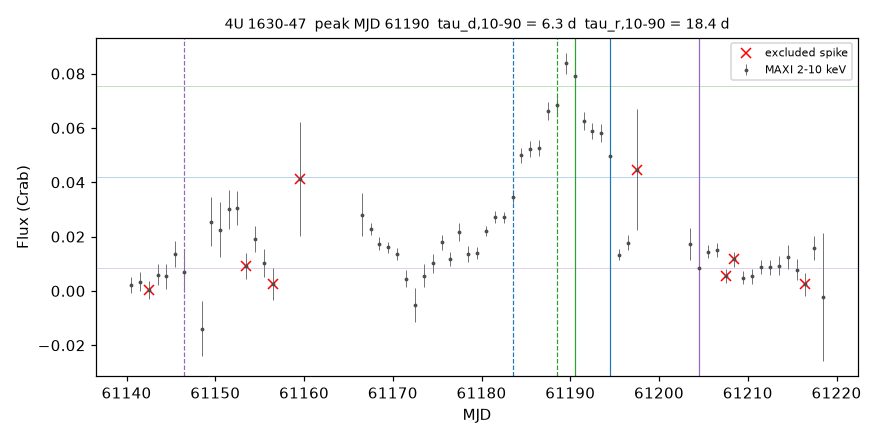 4U 1630-47  peak MJD 61190  tau_d,10-90 = 6.3 d  tau_r,10-90 = 18.4 d
excluded spike
MAXI 2-10 keV
Flux (Crab)
0.08
0.06
0.04
0.02
0.00
−0.02
61140 61150 61160 61170 61180 61190 61200 61210 61220
MJD